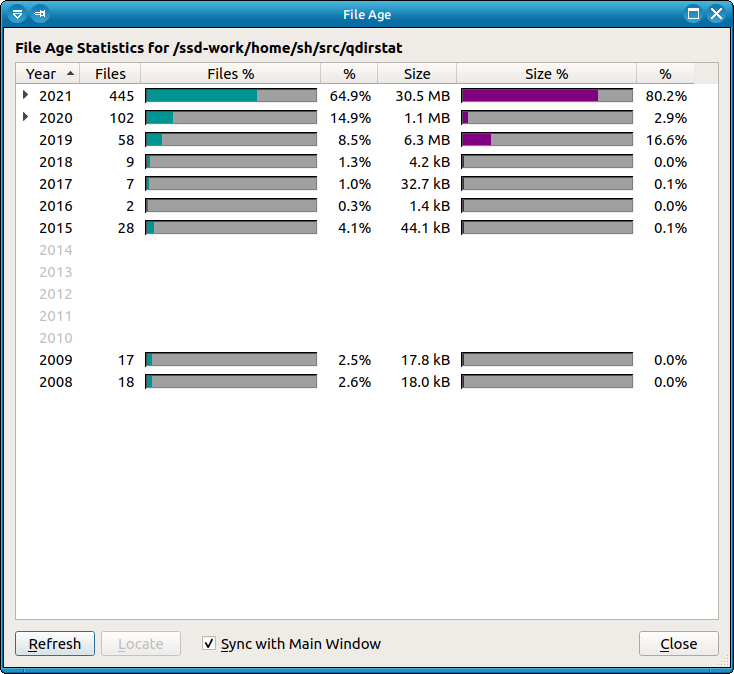 File Age
File Age Statistics for /ssd-work/home/sh/src/qdirstat
Year Files Files % % Size Size % %
2021 445 64.9% 30.5 MB 80.2%
2020 102 14.9% 1.1 MB 2.9%
2019 58 8.5% 6.3 MB 16.6%
2018 9 1.3% 4.2 kB 0.0%
2017 7 1.0% 32.7 kB 0.1%
2016 2 0.3% 1.4 kB 0.0%
2015 28 4.1% 44.1 kB 0.1%
2014
2013
2012
2011
2010
2009 17 2.5% 17.8 kB 0.0%
2008 18 2.6% 18.0 kB 0.0%
Refresh Locate Sync with Main Window Close